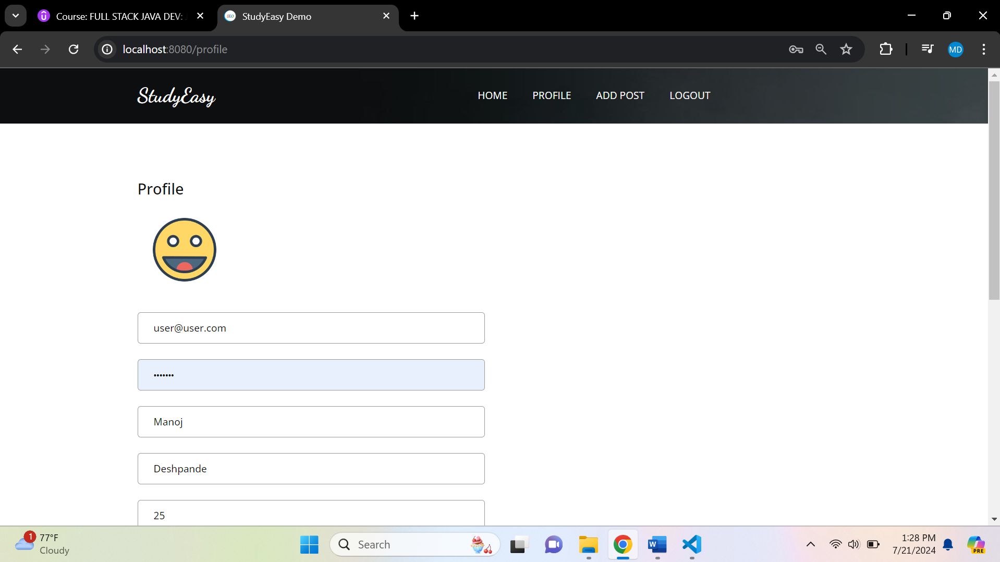 Course: FULL STACK JAVA DEV:
StudyEasy Demo
localhost:8080/profile
MD
StudyEasy
HOME
PROFILE
ADD POST
LOGOUT
Profile
user@user.com
•••••••
Manoj
Deshpande
25
1
77°F
Cloudy
Search
W
PRE
1:28 PM
7/21/2024